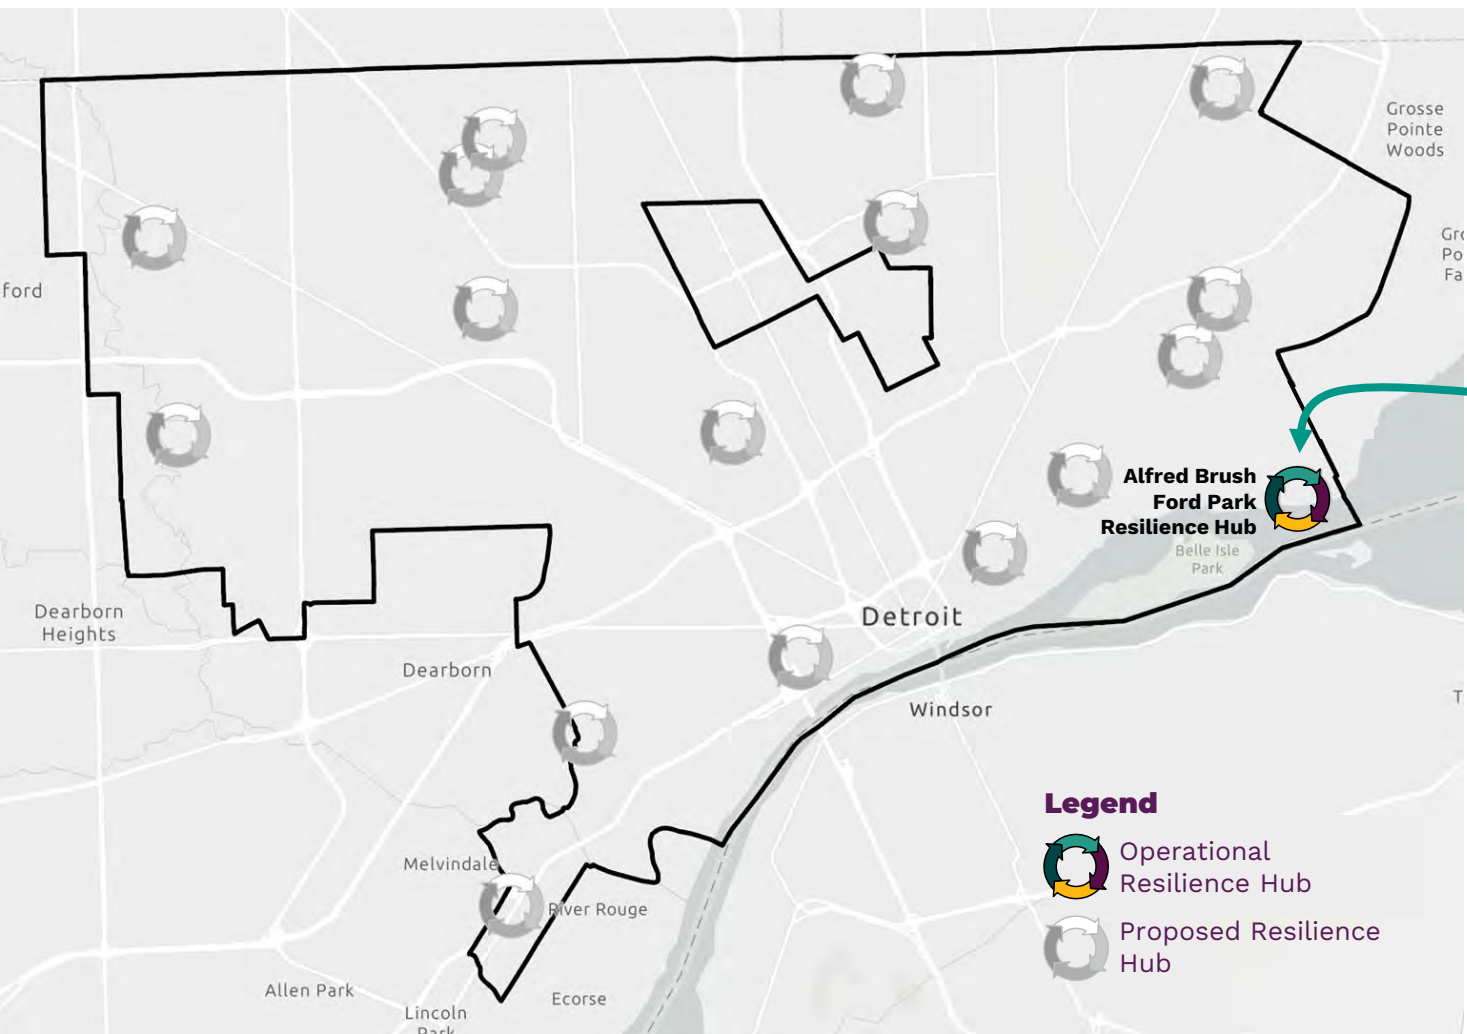 Grosse
Pointe
Woods
ford
Alfred Brush
Ford Park
Resilience Hub
Belle Isle
Park
Detroit
Dearborn
Heights
Dearborn
Windsor
Legend
Operational
Resilience Hub
Melvindale
River Rouge
Proposed Resilience
Hub
Allen Park
Ecorse
Lincoln
Park